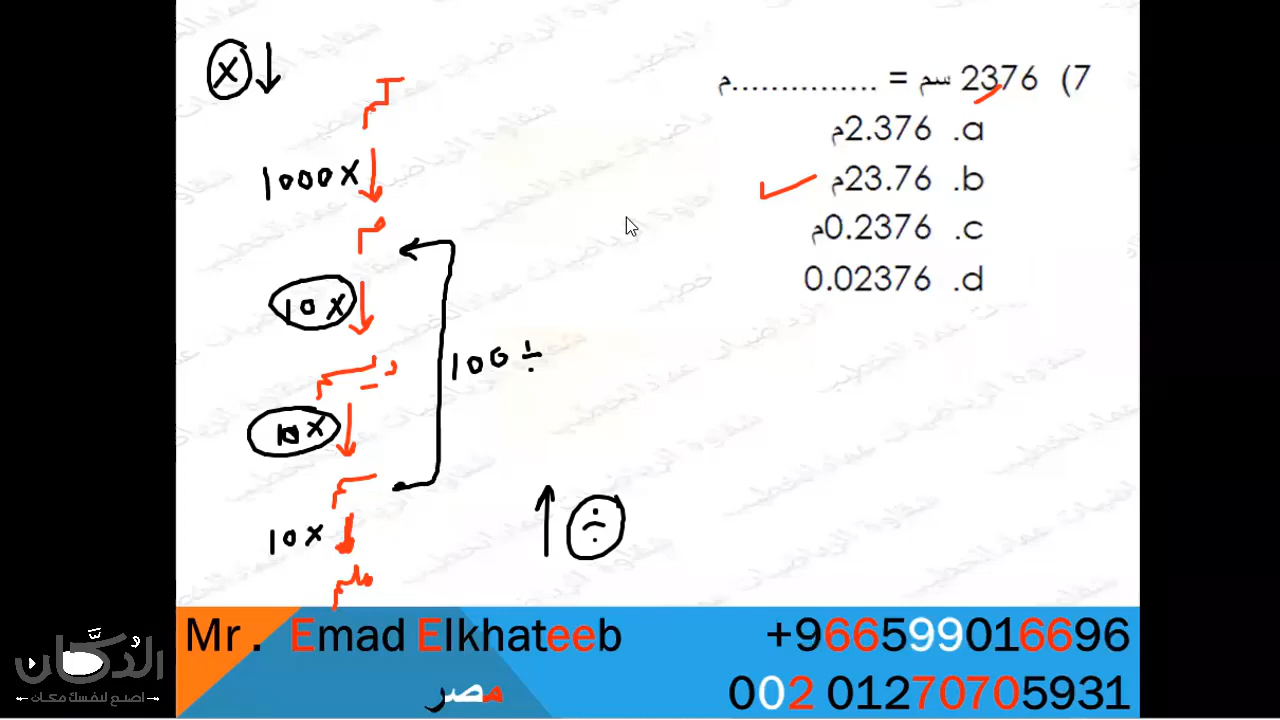 7) 2376 سم = ...............م
a. 2.376م
b. 23.76م
c. 0.2376م
d. 0.02376
x
كم
1000x
م
10x
دسم
10x
سم
10x
ملم
100 ÷
÷
Mr. Emad Elkhateeb
+966599016696
مصر
002 01270705931
الدكان
اصنع لنفسك مكان